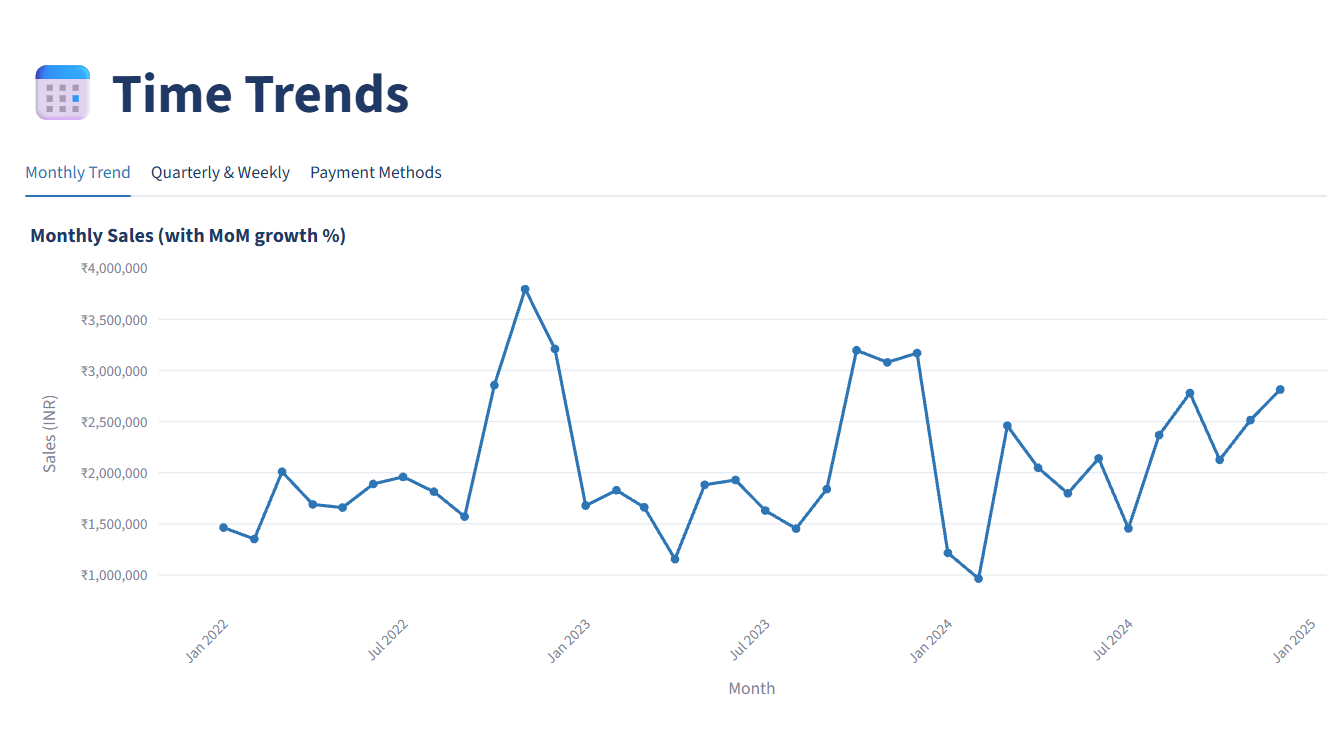 Time Trends
Monthly Trend Quarterly & Weekly Payment Methods
Monthly Sales (with MoM growth %)
₹4,000,000
₹3,500,000
₹3,000,000
₹2,500,000
₹2,000,000
₹1,500,000
₹1,000,000
Sales (INR)
Jan 2022 Jul 2022 Jan 2023 Jul 2023 Jan 2024 Jul 2024 Jan 2025
Month